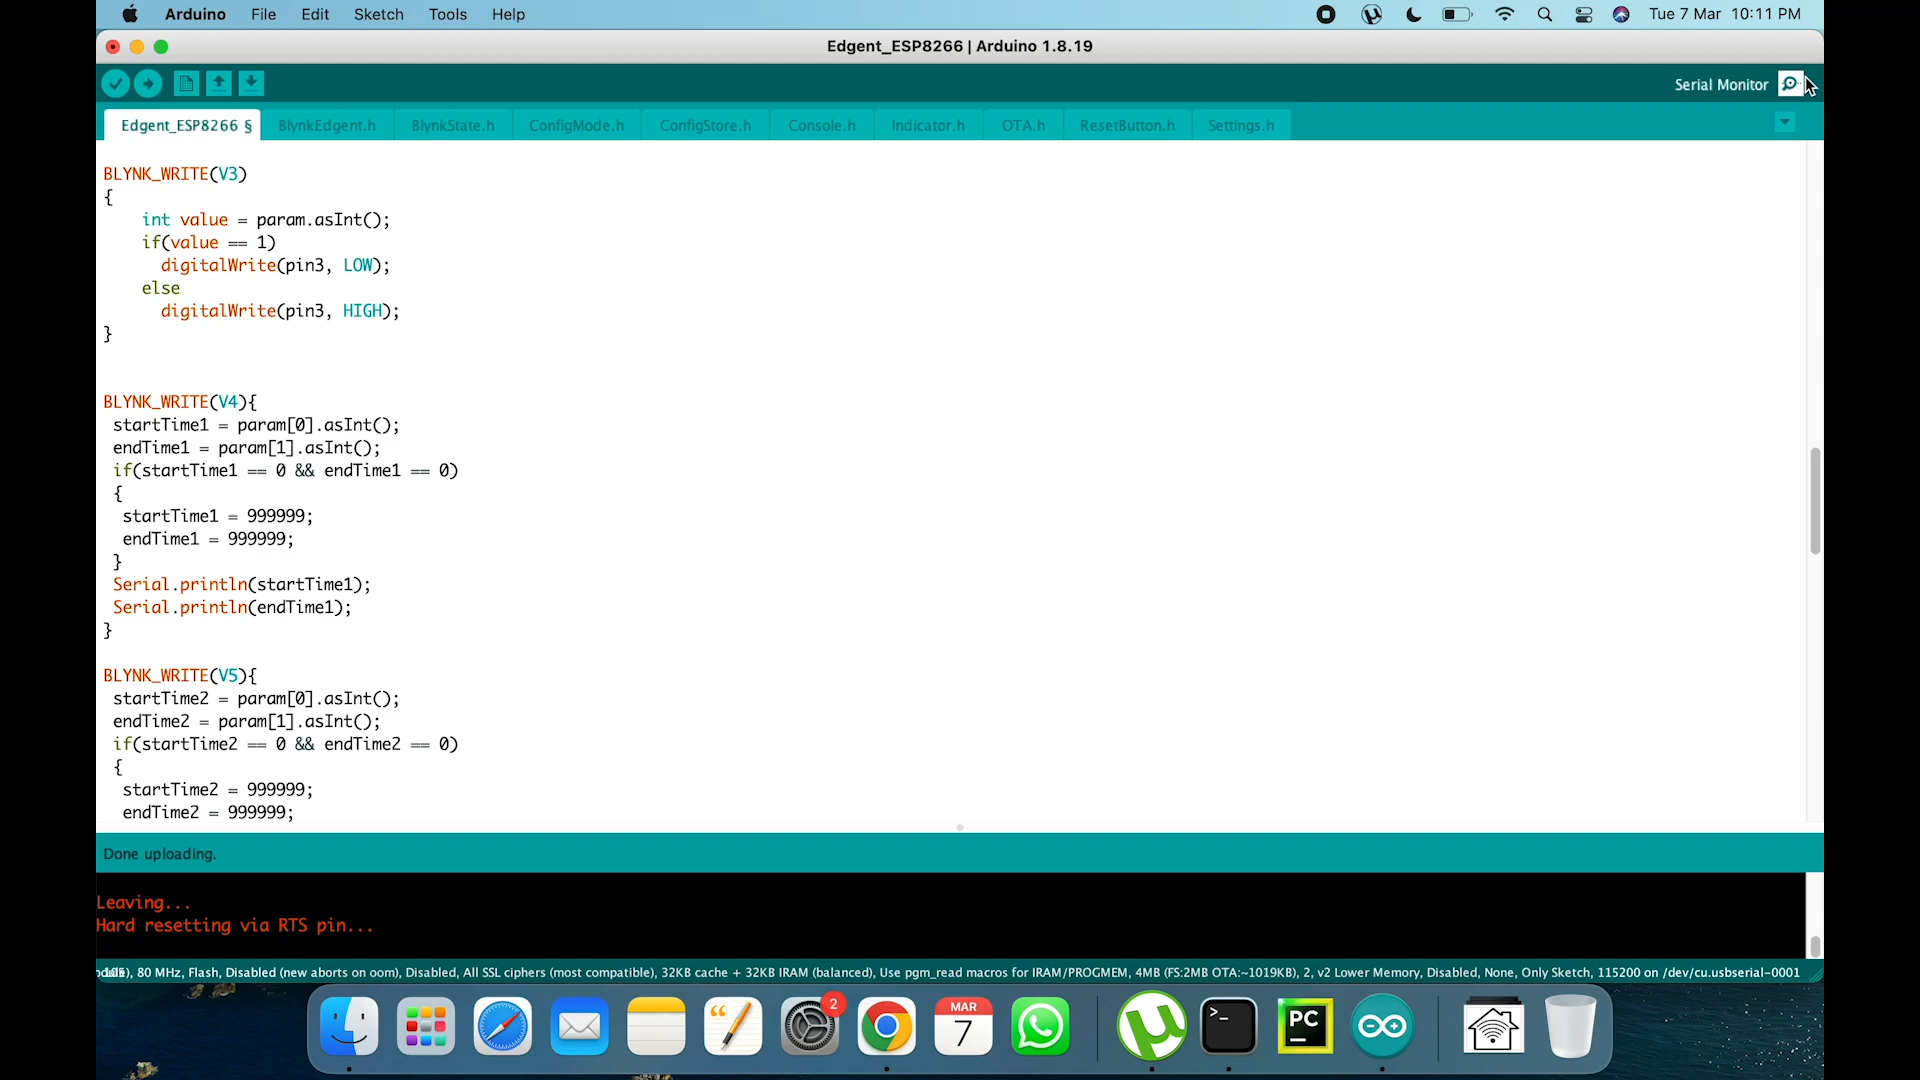 Arduino File Edit Sketch Tools Help Tue 7 Mar 10:11 PM
Edgent_ESP8266 | Arduino 1.8.19
Serial Monitor
Edgent_ESP8266 § BlynkEdgent.h BlynkState.h ConfigMode.h ConfigStore.h Console.h Indicator.h OTA.h ResetButton.h Settings.h
BLYNK_WRITE(V3)
{
int value = param.asInt();
if(value == 1)
digitalWrite(pin3, LOW);
else
digitalWrite(pin3, HIGH);
}
BLYNK_WRITE(V4){
startTime1 = param[0].asInt();
endTime1 = param[1].asInt();
if(startTime1 == 0 && endTime1 == 0)
{
startTime1 = 999999;
endTime1 = 999999;
}
Serial.println(startTime1);
Serial.println(endTime1);
}
BLYNK_WRITE(V5){
startTime2 = param[0].asInt();
endTime2 = param[1].asInt();
if(startTime2 == 0 && endTime2 == 0)
{
startTime2 = 999999;
endTime2 = 999999;
Done uploading.
Leaving...
Hard resetting via RTS pin...
80 MHz, Flash, Disabled (new aborts on oom), Disabled, All SSL ciphers (most compatible), 32KB cache + 32KB IRAM (balanced), Use pgm_read macros for IRAM/PROGMEM, 4MB (FS:2MB OTA:~1019KB), 2, v2 Lower Memory, Disabled, None, Only Sketch, 115200 on /dev/cu.usbserial-0001
2
MAR
7
>_
PC